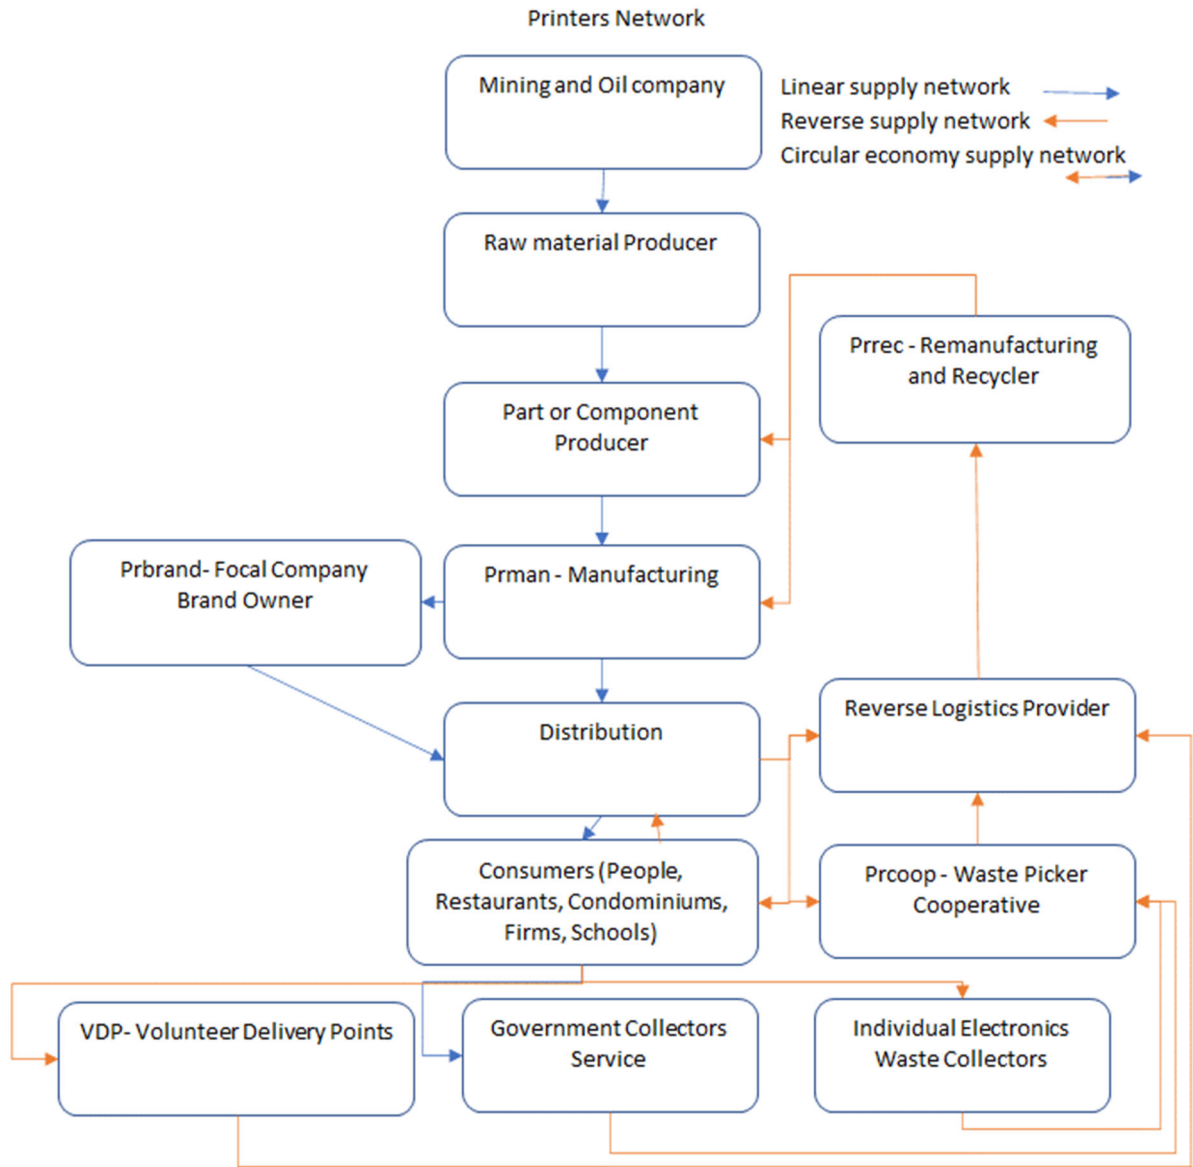 Printers Network
Mining and Oil company
Linear supply network
Reverse supply network
Circular economy supply network
Raw material Producer
Prrec - Remanufacturing
and Recycler
Part or Component
Producer
Prbrand- Focal Company
Brand Owner
Prman - Manufacturing
Distribution
Reverse Logistics Provider
Consumers (People,
Restaurants, Condominiums,
Firms, Schools)
Prcoop - Waste Picker
Cooperative
VDP- Volunteer Delivery Points
Government Collectors
Service
Individual Electronics
Waste Collectors